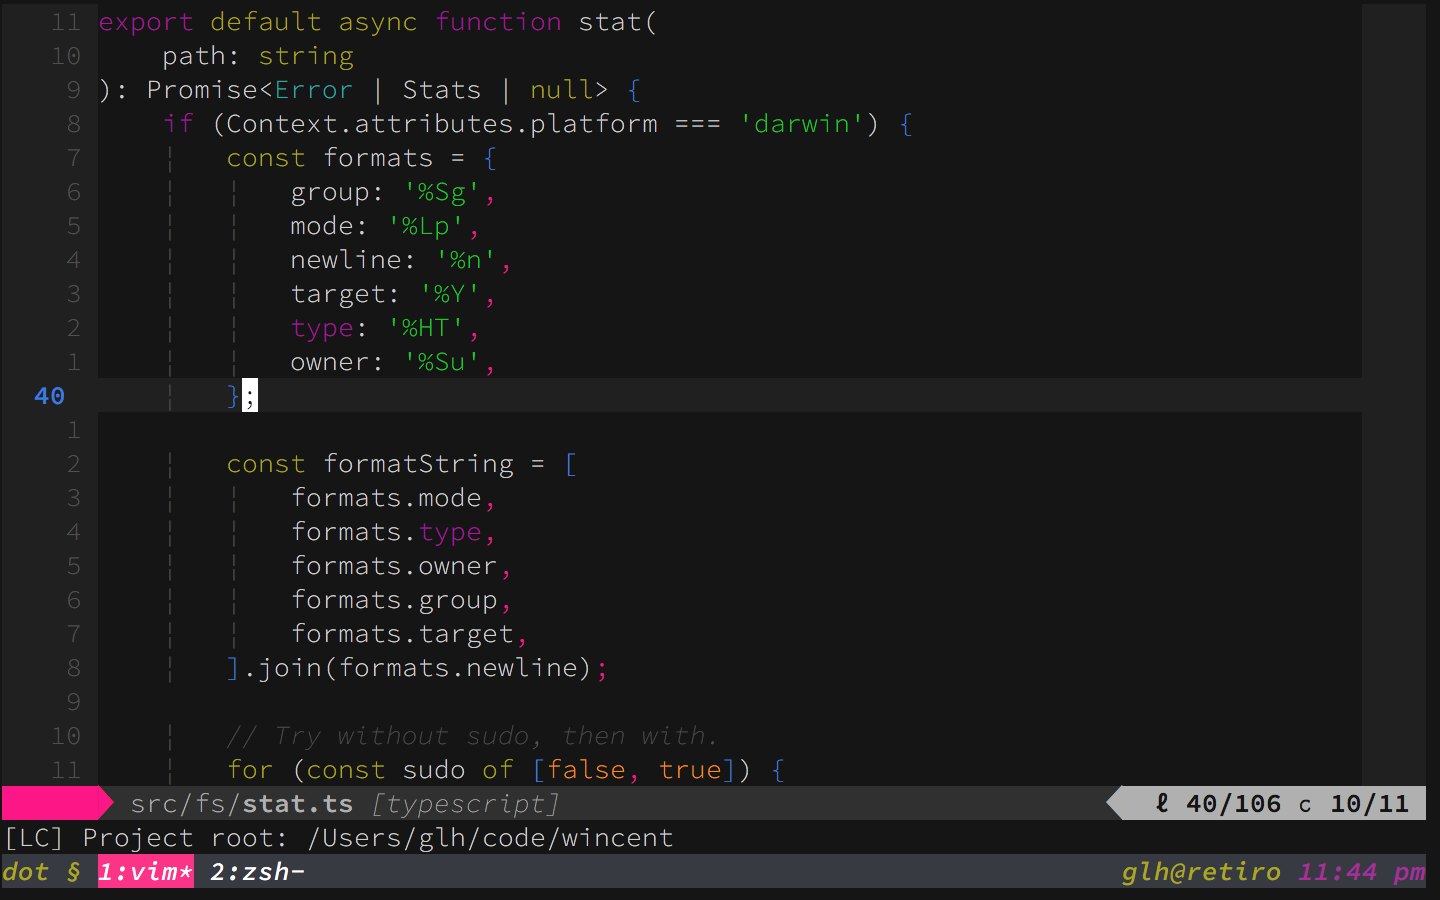 11 export default async function stat(
10     path: string
9 ): Promise<Error | Stats | null> {
8     if (Context.attributes.platform === 'darwin') {
7         const formats = {
6             group: '%Sg',
5             mode: '%Lp',
4             newline: '%n',
3             target: '%Y',
2             type: '%HT',
1             owner: '%Su',
40         };
1
2         const formatString = [
3             formats.mode,
4             formats.type,
5             formats.owner,
6             formats.group,
7             formats.target,
8         ].join(formats.newline);
9
10         // Try without sudo, then with.
11         for (const sudo of [false, true]) {
src/fs/stat.ts [typescript] ℓ 40/106 c 10/11
[LC] Project root: /Users/glh/code/wincent
dot § 1:vim* 2:zsh- glh@retiro 11:44 pm